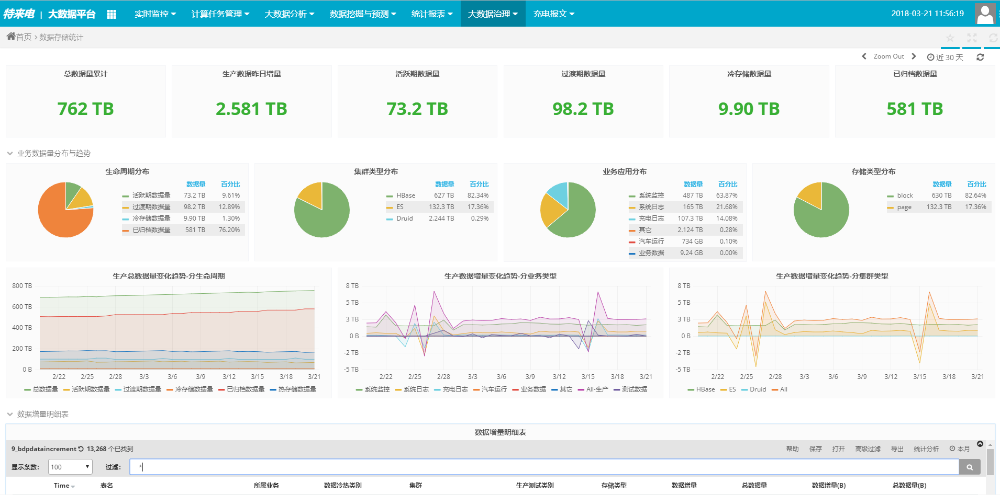 特来电 | 大数据平台 实时监控 计算任务管理 大数据分析 数据挖掘与预测 统计报表 大数据治理 充电报文 2018-03-21 11:56:19
首页 > 数据存储统计
Zoom Out 近 30 天
总数据量累计 生产数据昨日增量 活跃期数据量 过渡期数据量 冷存储数据量 已归档数据量
762 TB 2.581 TB 73.2 TB 98.2 TB 9.90 TB 581 TB
业务数据量分布与趋势
生命周期分布
数据量 百分比
活跃期数据量 73.2 TB 9.61%
过渡期数据量 98.2 TB 12.89%
冷存储数据量 9.90 TB 1.30%
已归档数据量 581 TB 76.20%
集群类型分布
数据量 百分比
HBase 627 TB 82.34%
ES 132.3 TB 17.36%
Druid 2.244 TB 0.29%
业务应用分布
数据量 百分比
系统监控 487 TB 63.87%
系统日志 165 TB 21.68%
充电日志 107.3 TB 14.08%
其它 2.124 TB 0.28%
汽车运行 734 GB 0.10%
业务数据 9.24 GB 0.00%
存储类型分布
数据量 百分比
block 630 TB 82.64%
page 132.3 TB 17.36%
生产总数据量变化趋势-分生命周期
800 TB
600 TB
400 TB
200 TB
0 B
2/22 2/25 2/28 3/3 3/6 3/9 3/12 3/15 3/18 3/21
总数据量 活跃期数据量 过渡期数据量 冷存储数据量 已归档数据量 热存储数据量
生产数据增量变化趋势-分业务类型
8 TB
5 TB
3 TB
0 B
-2 TB
-5 TB
2/22 2/25 2/28 3/3 3/6 3/9 3/12 3/15 3/18 3/21
系统监控 系统日志 充电日志 汽车运行 业务数据 其它 All-生产 测试数据
生产数据增量变化趋势-分集群类型
8 TB
5 TB
3 TB
0 B
-2 TB
-5 TB
2/22 2/25 2/28 3/3 3/6 3/9 3/12 3/15 3/18 3/21
HBase ES Druid All
数据增量明细表
数据增量明细表
9_bdpdataincrement 13,268 个已找到 帮助 保存 打开 高级过滤 导出 统计分析 本月
显示条数: 100 过滤: *
Time 表名 所属业务 数据冷热类别 集群 生产测试类别 存储类型 数据增量 总数据量 数据增量(B) 总数据量(B)